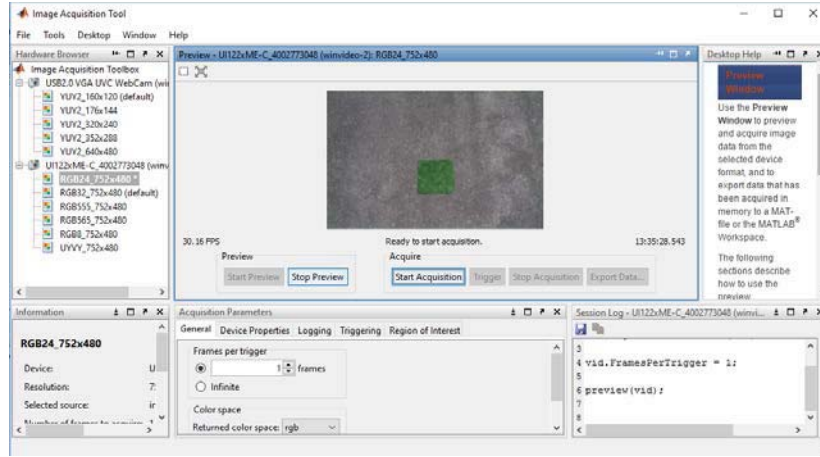 Image Acquisition Tool
File Tools Desktop Window Help
Hardware Browser
Image Acquisition Toolbox
USB2.0 VGA UVC WebCam (wi
YUY2_160x120 (default)
YUY2_176x144
YUY2_320x240
YUY2_352x288
YUY2_640x480
UI122xME-C_4002773048 (winv
RGB24_752x480 *
RGB32_752x480 (default)
RGB555_752x480
RGB565_752x480
RGB8_752x480
UYVY_752x480
Preview - UI122xME-C_4002773048 (winvideo-2): RGB24_752x480
30.16 FPS
Ready to start acquisition.
13:35:28.543
Preview
Start Preview Stop Preview
Acquire
Start Acquisition Trigger Stop Acquisition Export Data...
Desktop Help
Preview
Window
Use the Preview
Window to preview
and acquire image
data from the
selected device
format, and to
export data that has
been acquired in
memory to a MAT-
file or the MATLAB®
Workspace.
The following
sections describe
how to use the
preview
Information
RGB24_752x480
Device: U
Resolution: 7:
Selected source: ir
Number of frames to acquire: 1
Acquisition Parameters
General Device Properties Logging Triggering Region of Interest
Frames per trigger
1 frames
Infinite
Color space
Returned color space: rgb
Session Log - UI122xME-C_4002773048 (winvi...
3
4 vid.FramesPerTrigger = 1;
5
6 preview(vid);
7
8